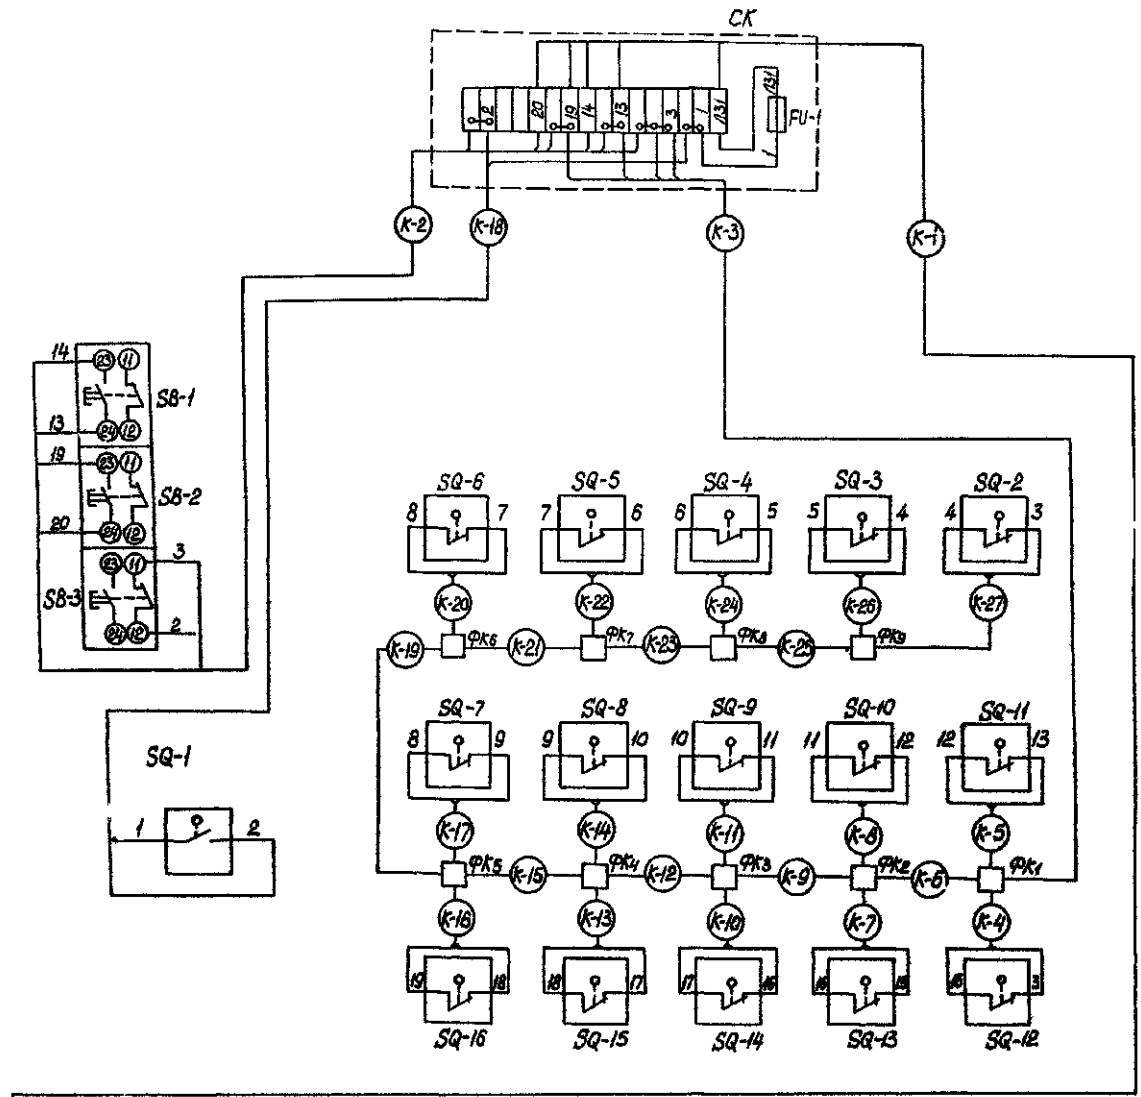 СК
2 20 19 14 13 3 1 Л31
Л31
FU-1
1
К-2 К-18 К-3 К-1
14 23 11
SB-1
13 24 12
19 23 11
SB-2
20 24 12
3
23 11
SB-3
24 12 2
SQ-6 SQ-5 SQ-4 SQ-3 SQ-2
8 7 7 6 6 5 5 4 4 3
К-20 К-22 К-24 К-26 К-27
К-19 ФК6 К-21 ФК7 К-23 ФК8 К-25 ФК9
SQ-7 SQ-8 SQ-9 SQ-10 SQ-11
8 9 9 10 10 11 11 12 12 13
SQ-1
1 2
К-17 К-14 К-11 К-8 К-5
ФК5 К-15 ФК4 К-12 ФК3 К-9 ФК2 К-6 ФК1
К-16 К-13 К-10 К-7 К-4
19 18 18 17 17 16 16 15 15 3
SQ-16 SQ-15 SQ-14 SQ-13 SQ-12